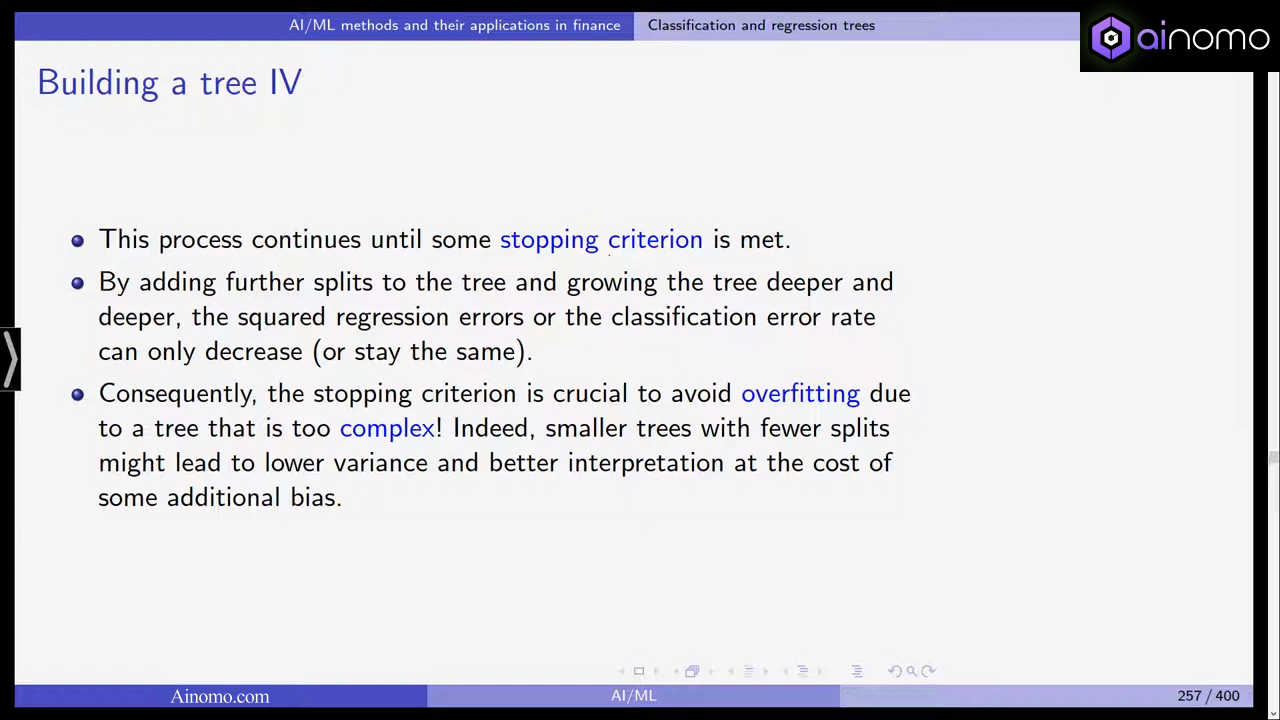 AI/ML methods and their applications in finance Classification and regression trees
ainomo
Building a tree IV
This process continues until some stopping criterion is met.
By adding further splits to the tree and growing the tree deeper and
deeper, the squared regression errors or the classification error rate
can only decrease (or stay the same).
Consequently, the stopping criterion is crucial to avoid overfitting due
to a tree that is too complex! Indeed, smaller trees with fewer splits
might lead to lower variance and better interpretation at the cost of
some additional bias.
Ainomo.com AI/ML 257 / 400